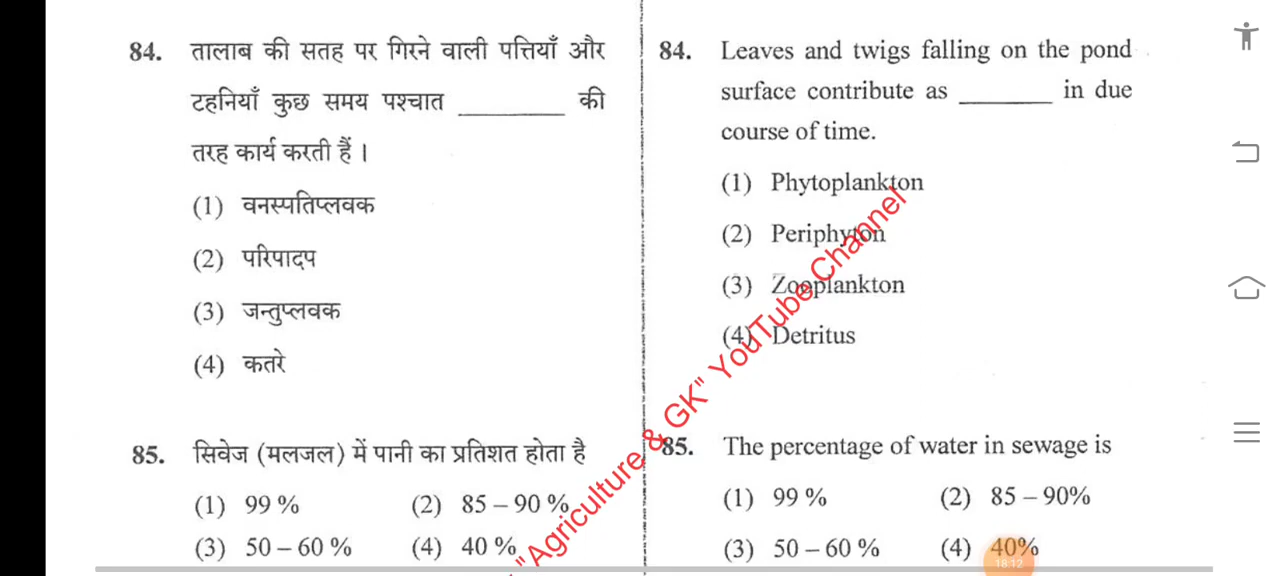 84. तालाब की सतह पर गिरने वाली पत्तियाँ और
टहनियाँ कुछ समय पश्चात ________ की
तरह कार्य करती हैं ।
(1) वनस्पतिप्लवक
(2) परिपादप
(3) जन्तुप्लवक
(4) कतरे
85. सिवेज (मलजल) में पानी का प्रतिशत होता है
(1) 99 % (2) 85 – 90 %
(3) 50 – 60 % (4) 40 %
84. Leaves and twigs falling on the pond
surface contribute as ________ in due
course of time.
(1) Phytoplankton
(2) Periphyton
(3) Zooplankton
(4) Detritus
85. The percentage of water in sewage is
(1) 99 % (2) 85 – 90%
(3) 50 – 60 % (4) 40%
"Agriculture & GK" YouTube Channel
18:12